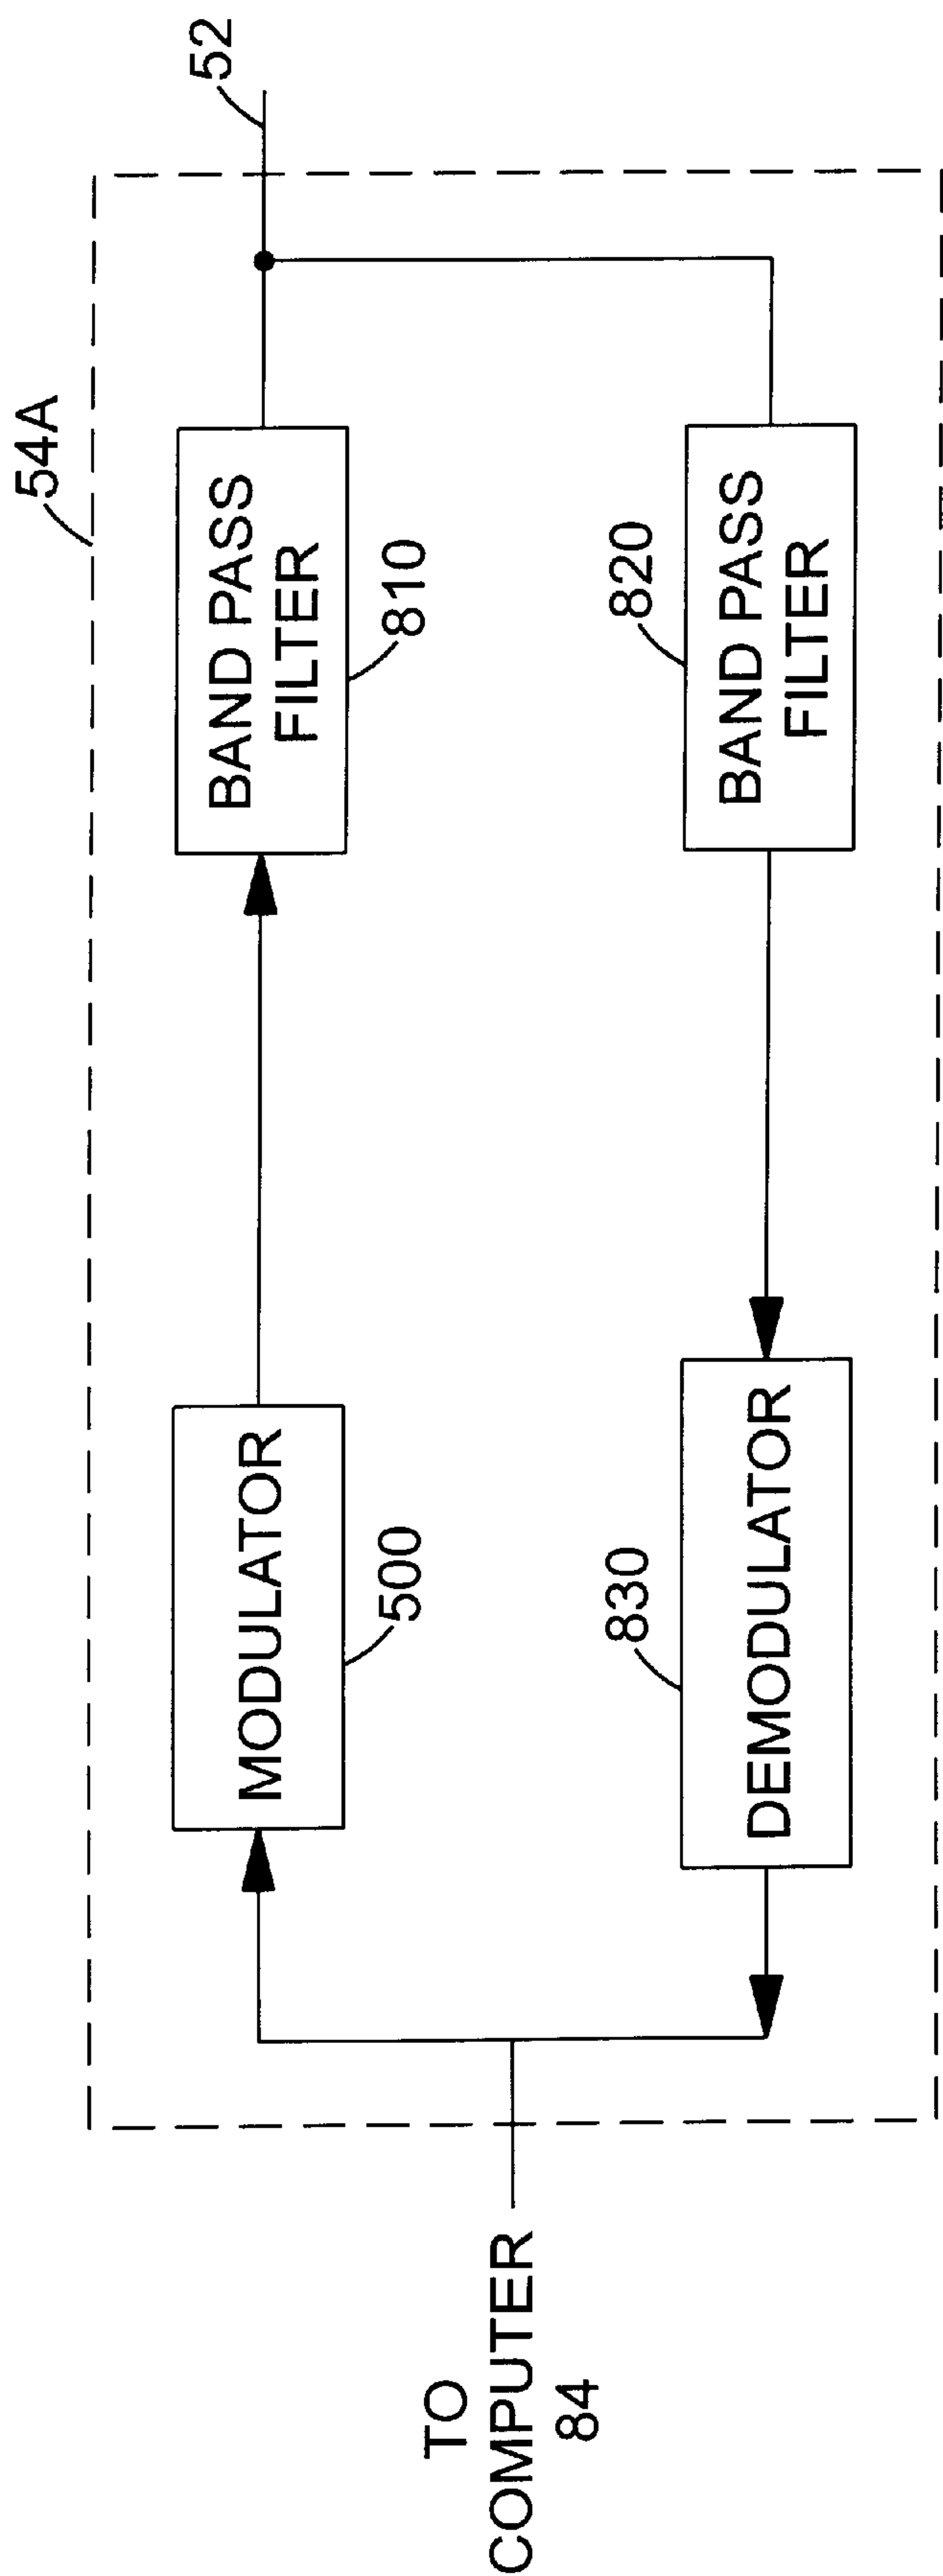 54A
52
BAND PASS
FILTER
810
MODULATOR
500
BAND PASS
FILTER
820
DEMODULATOR
830
TO
COMPUTER
84